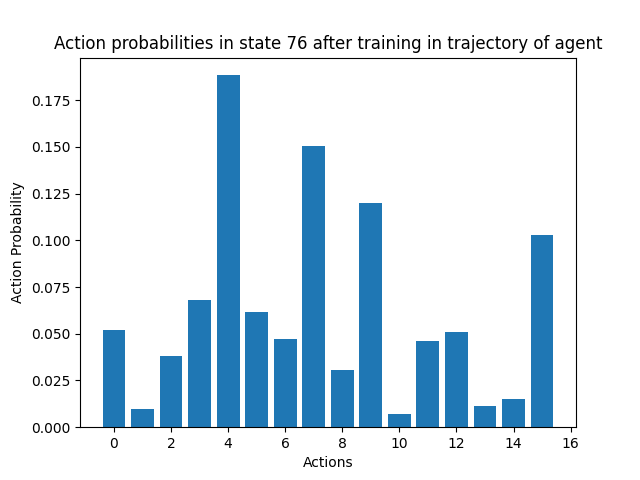 Action probabilities in state 76 after training in trajectory of agent
0.175
0.150
0.125
0.100
0.075
0.050
0.025
0.000
Action Probability
0 2 4 6 8 10 12 14 16
Actions